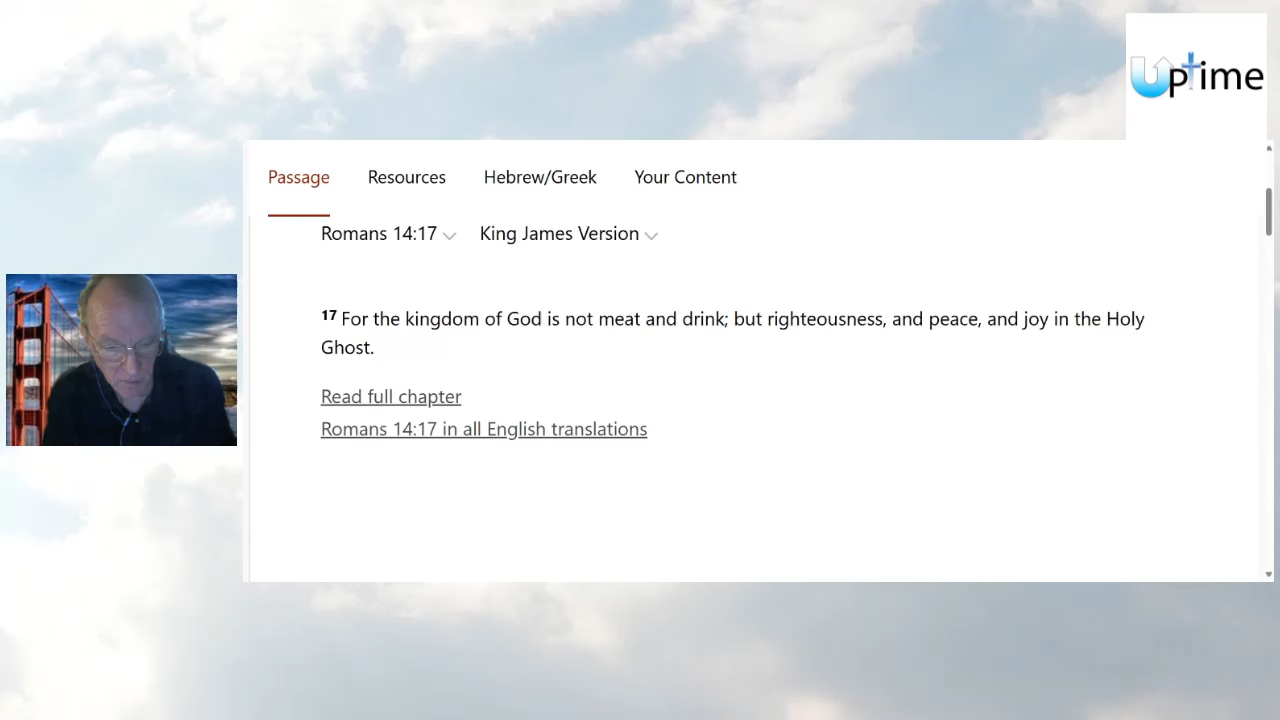 Uptime
Passage Resources Hebrew/Greek Your Content
Romans 14:17 King James Version
17 For the kingdom of God is not meat and drink; but righteousness, and peace, and joy in the Holy
Ghost.
Read full chapter
Romans 14:17 in all English translations